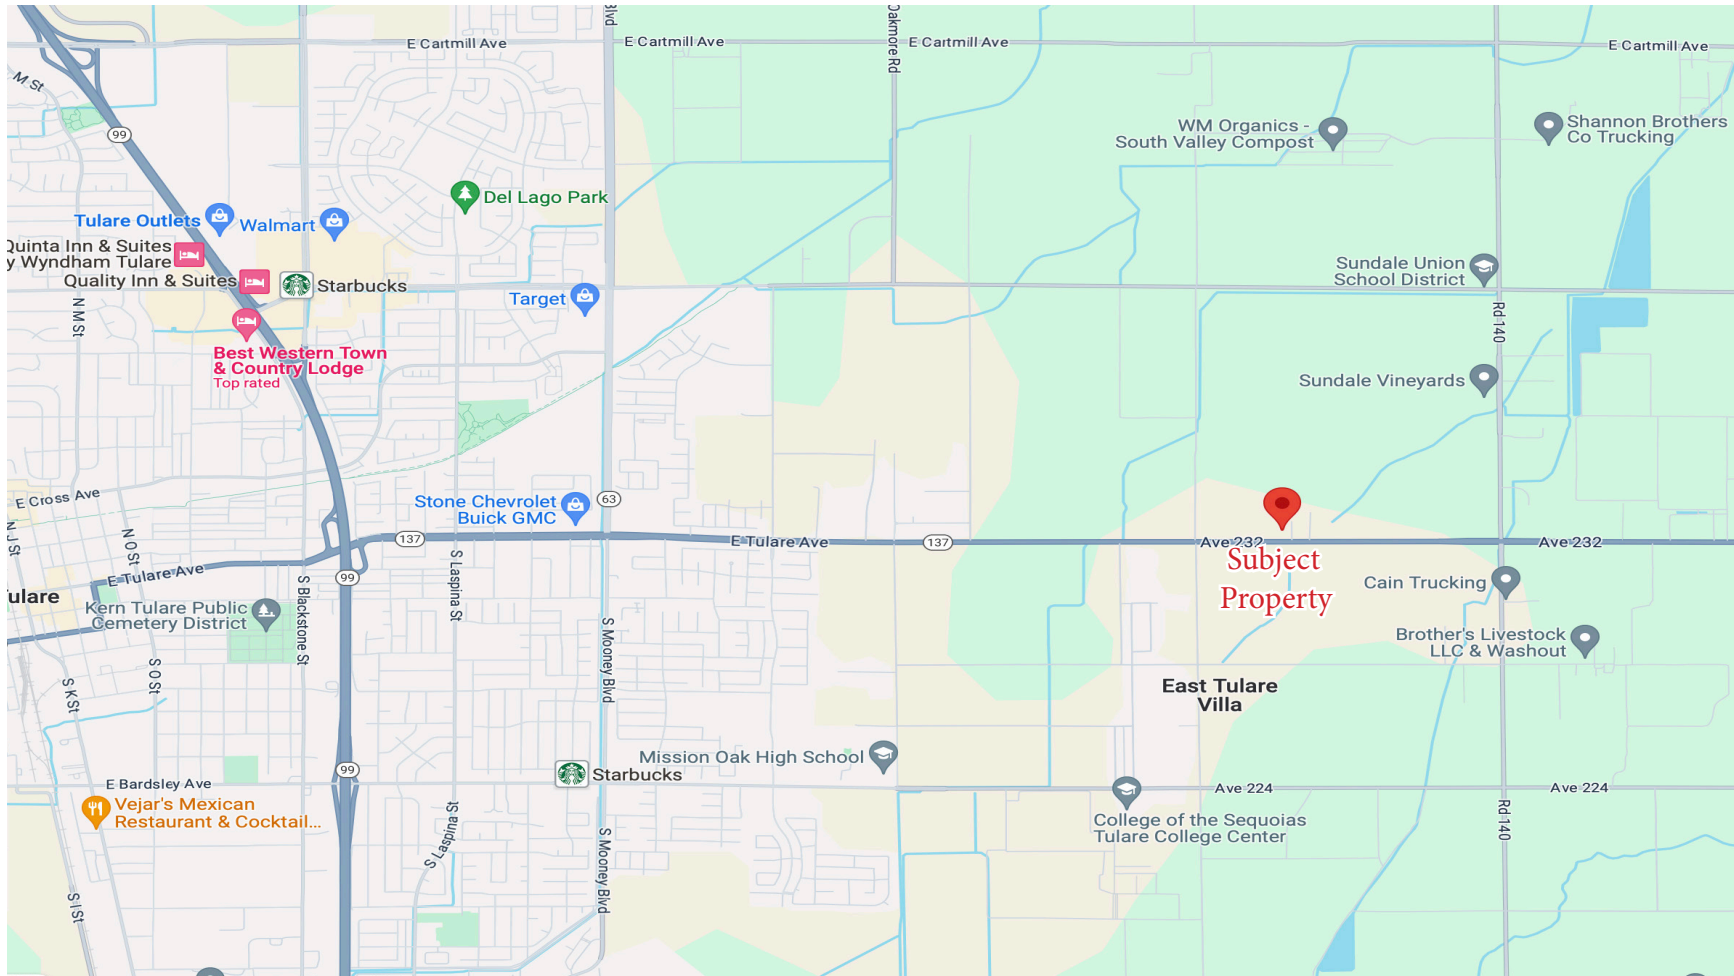 Blvd
Oakmore Rd
E Cartmill Ave
E Cartmill Ave
E Cartmill Ave
E Cartmill Ave
M St
99
WM Organics -
South Valley Compost
Shannon Brothers
Co Trucking
Del Lago Park
Tulare Outlets
Walmart
Quinta Inn & Suites
y Wyndham Tulare
Quality Inn & Suites
Starbucks
Target
Sundale Union
School District
N M St
Rd 140
Best Western Town
& Country Lodge
Top rated
Sundale Vineyards
E Cross Ave
Stone Chevrolet
Buick GMC
63
N J St
N O St
137
E Tulare Ave
137
Ave 232
Ave 232
Subject
Property
E Tulare Ave
99
S Blackstone St
S Laspina St
Cain Trucking
Tulare
Kern Tulare Public
Cemetery District
S Mooney Blvd
Brother's Livestock
LLC & Washout
S K St
S O St
East Tulare
Villa
Mission Oak High School
99
Starbucks
E Bardsley Ave
Ave 224
Ave 224
Vejar's Mexican
Restaurant & Cocktail...
S Laspina St
College of the Sequoias
Tulare College Center
Rd 140
S Mooney Blvd
S I St